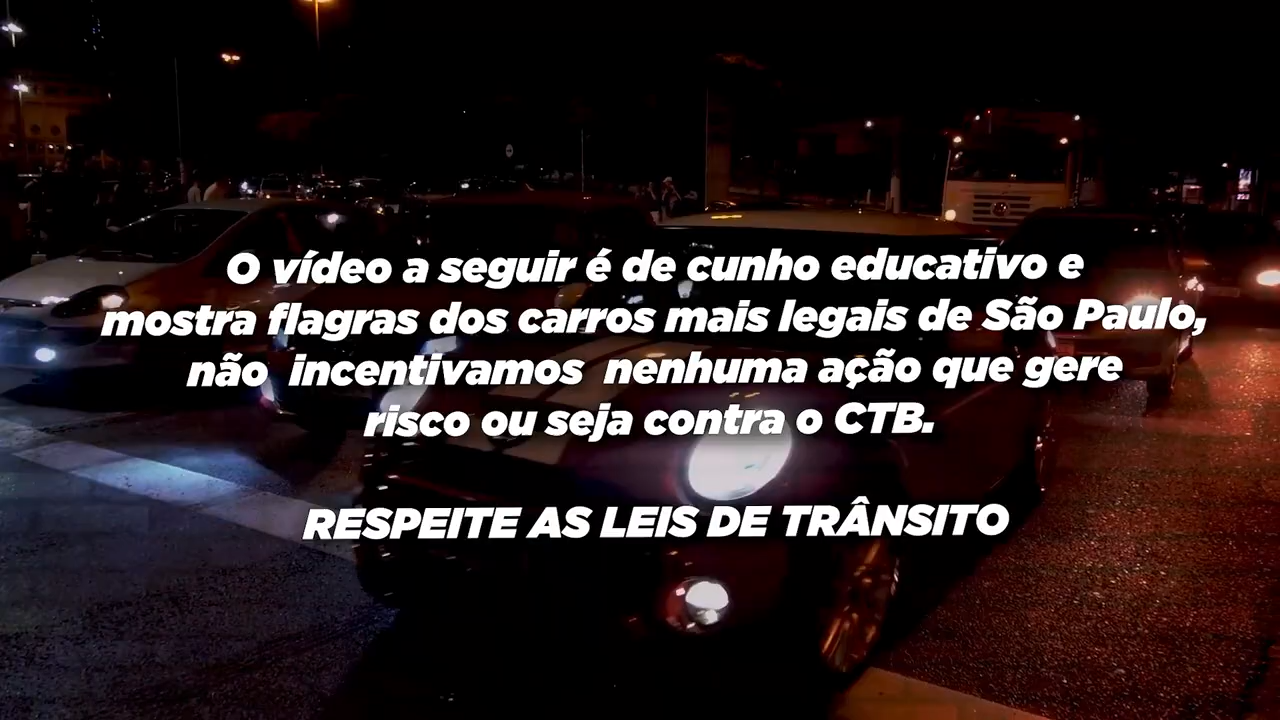 O vídeo a seguir é de cunho educativo e
mostra flagras dos carros mais legais de São Paulo,
não incentivamos nenhuma ação que gere
risco ou seja contra o CTB.
RESPEITE AS LEIS DE TRÂNSITO